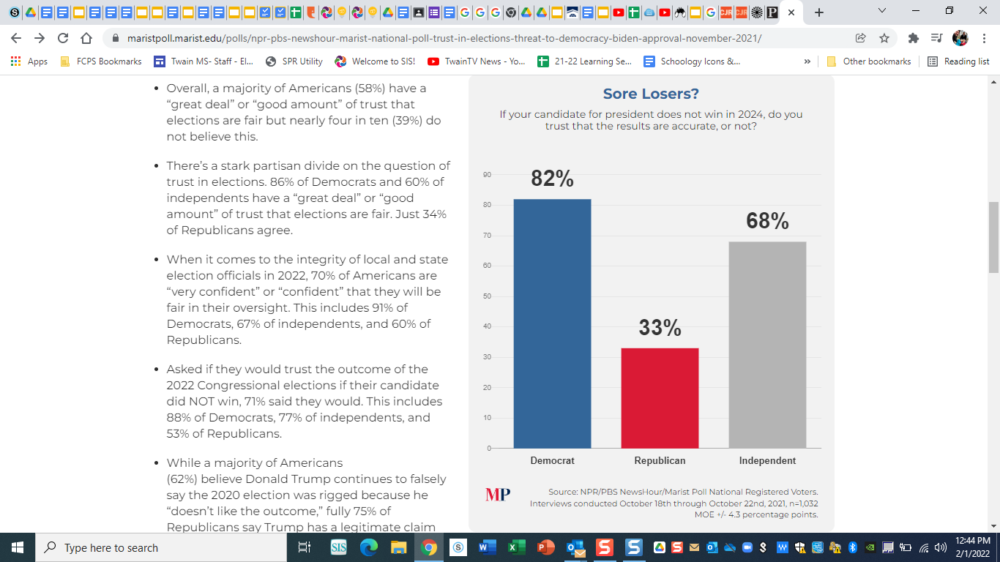 maristpoll.marist.edu/polls/npr-pbs-newshour-marist-national-poll-trust-in-elections-threat-to-democracy-biden-approval-november-2021/
Apps
FCPS Bookmarks
Twain MS- Staff - El...
SPR Utility
Welcome to SIS!
TwainTV News - Yo...
21-22 Learning Se...
Schoology Icons &...
»
Other bookmarks
Reading list
• Overall, a majority of Americans (58%) have a
“great deal” or “good amount” of trust that
elections are fair but nearly four in ten (39%) do
not believe this.
• There’s a stark partisan divide on the question of
trust in elections. 86% of Democrats and 60% of
independents have a “great deal” or “good
amount” of trust that elections are fair. Just 34%
of Republicans agree.
• When it comes to the integrity of local and state
election officials in 2022, 70% of Americans are
“very confident” or “confident” that they will be
fair in their oversight. This includes 91% of
Democrats, 67% of independents, and 60% of
Republicans.
• Asked if they would trust the outcome of the
2022 Congressional elections if their candidate
did NOT win, 71% said they would. This includes
88% of Democrats, 77% of independents, and
53% of Republicans.
• While a majority of Americans
(62%) believe Donald Trump continues to falsely
say the 2020 election was rigged because he
“doesn’t like the outcome,” fully 75% of
Republicans say Trump has a legitimate claim
Sore Losers?
If your candidate for president does not win in 2024, do you
trust that the results are accurate, or not?
90
80
70
60
50
40
30
20
10
0
82%
33%
68%
Democrat
Republican
Independent
MP
Source: NPR/PBS NewsHour/Marist Poll National Registered Voters.
Interviews conducted October 18th through October 22nd, 2021, n=1,032
MOE +/- 4.3 percentage points.
Type here to search
SIS
12:44 PM
2/1/2022